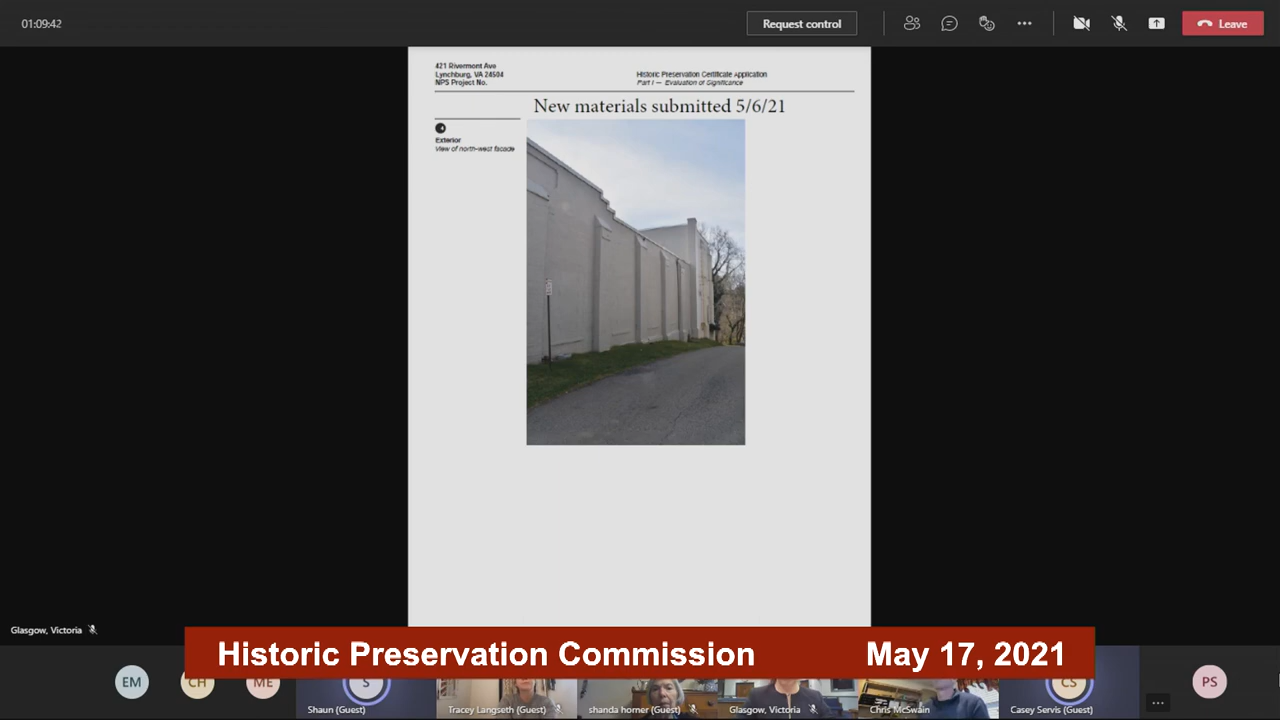 01:09:42
Request control
Leave
421 Rivermont Ave
Lynchburg, VA 24504
NPS Project No.
Historic Preservation Certificate Application
Part I — Evaluation of Significance
New materials submitted 5/6/21
Exterior
View of north-west facade
Glasgow, Victoria
Historic Preservation Commission May 17, 2021
EM
CH
ME
S
CS
PS
Shaun (Guest)
Tracey Langseth (Guest)
shanda horner (Guest)
Glasgow, Victoria
Chris McSwain
Casey Servis (Guest)